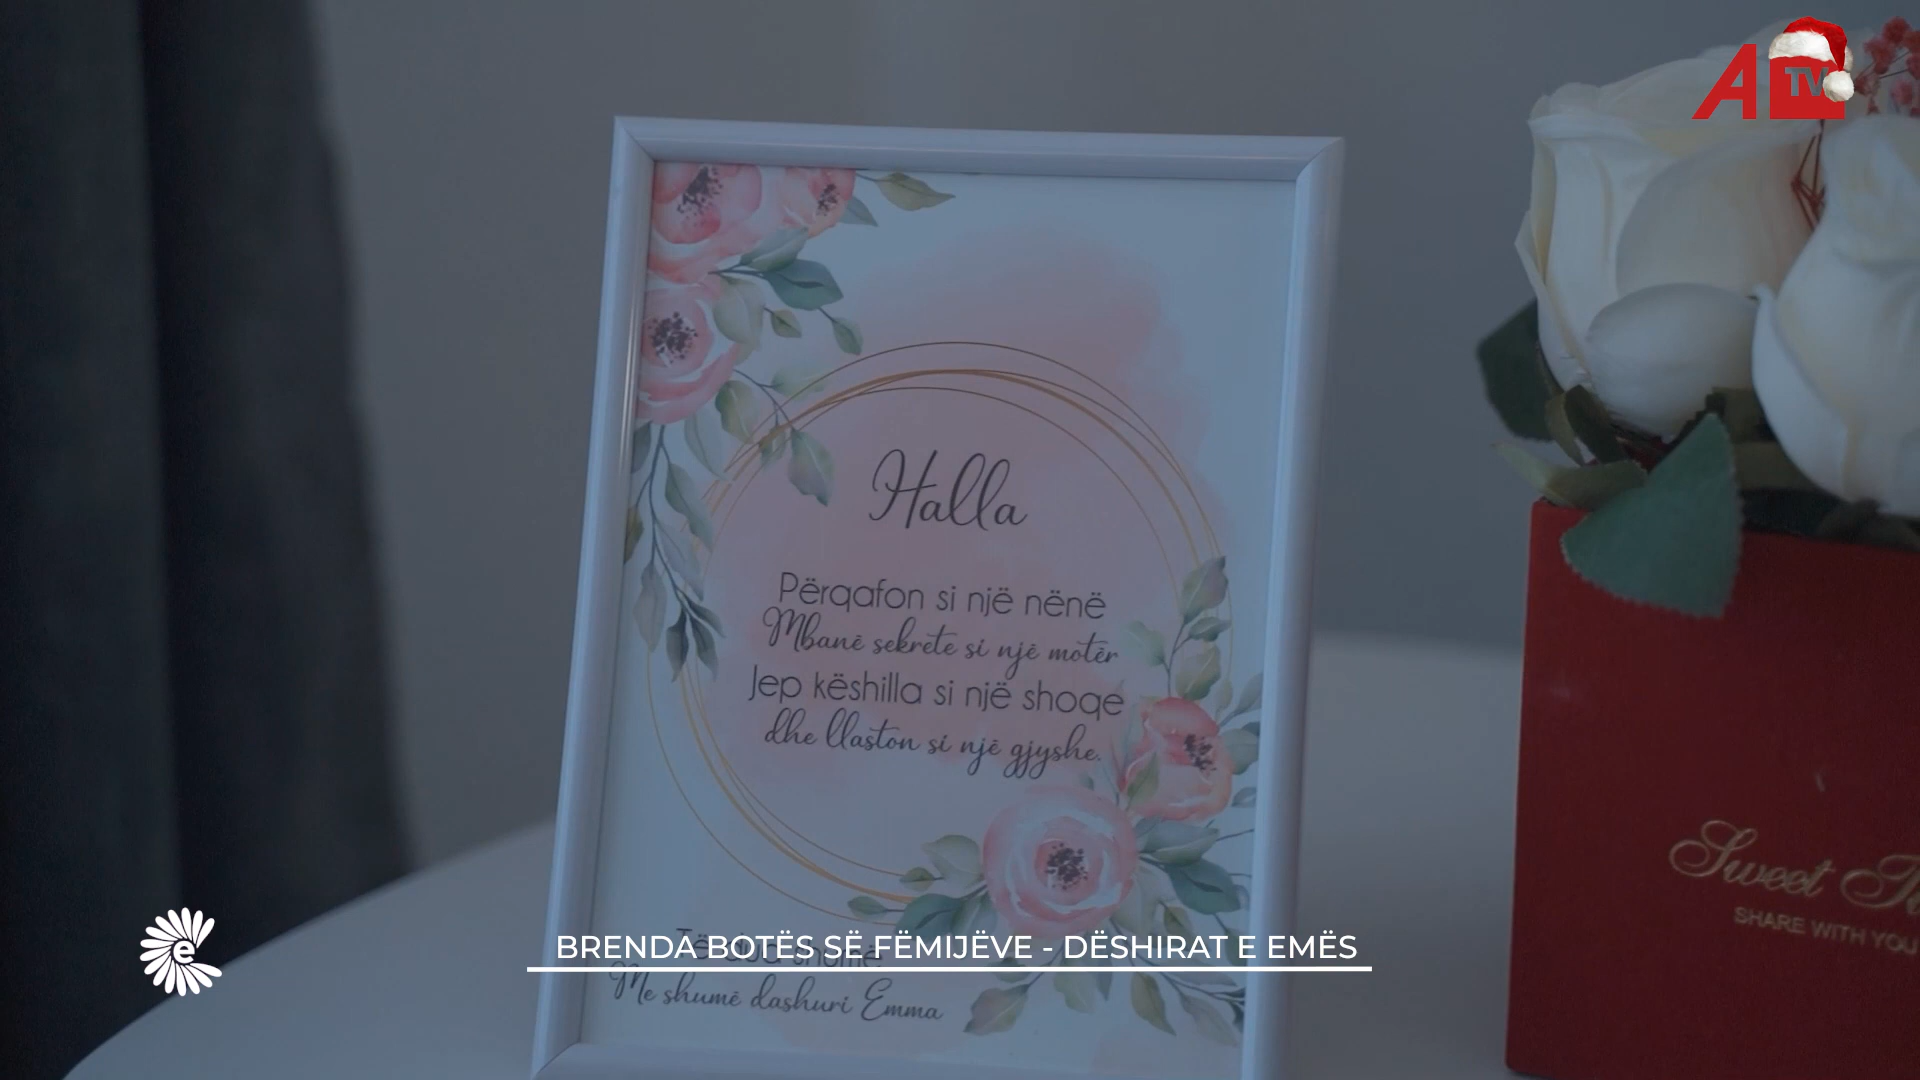 A TV
Halla
Përqafon si një nënë
Mbanë sekrete si një motër
Jep këshilla si një shoqe
dhe llaston si një gjyshe.
Sweet
SHARE WITH YOU
e
BRENDA BOTËS SË FËMIJËVE - DËSHIRAT E EMËS
Me shumë dashuri Emma